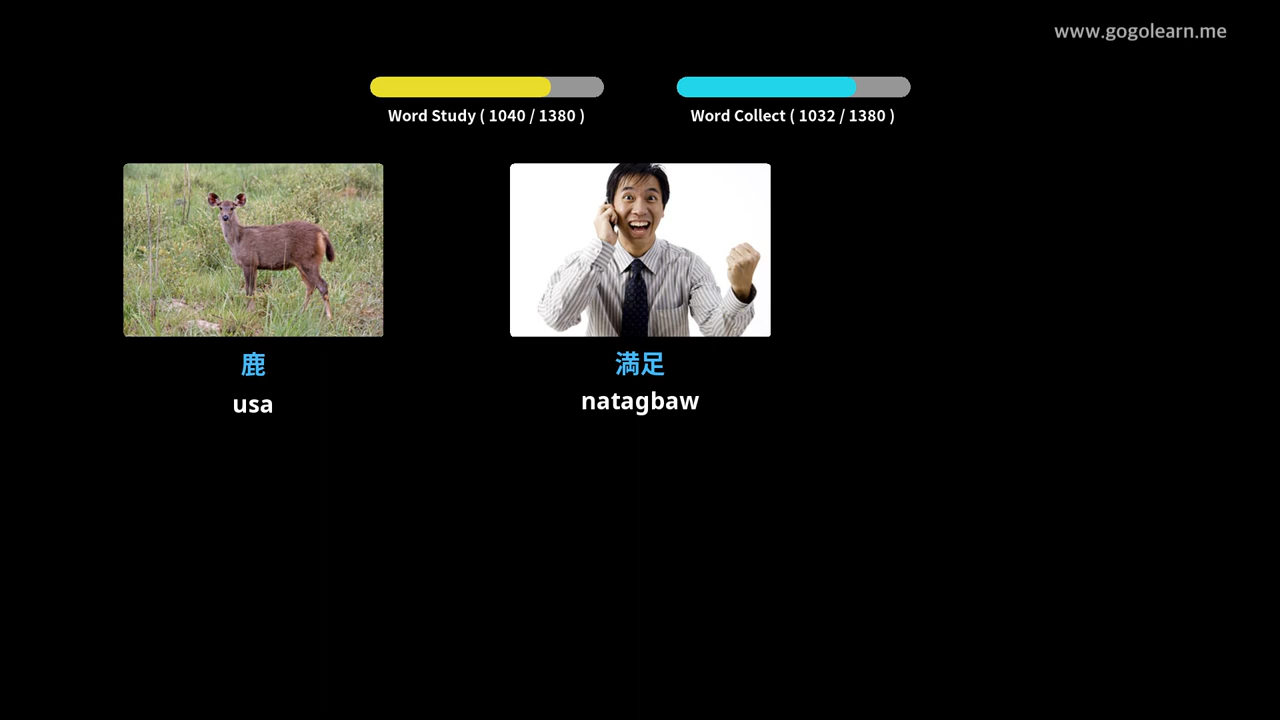 www.gogolearn.me
Word Study ( 1040 / 1380 )
Word Collect ( 1032 / 1380 )
鹿
usa
満足
natagbaw